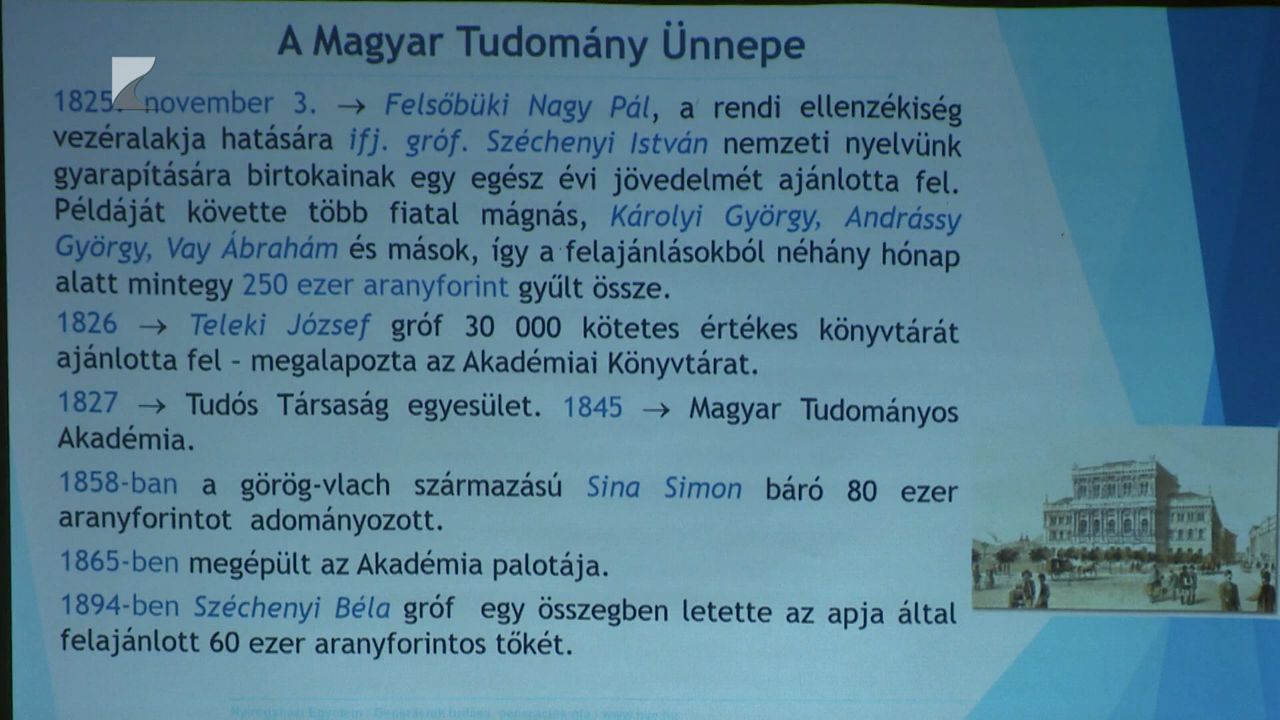 A Magyar Tudomány Ünnepe
1825. november 3. → Felsőbüki Nagy Pál, a rendi ellenzékiség
vezéralakja hatására ifj. gróf. Széchenyi István nemzeti nyelvünk
gyarapítására birtokainak egy egész évi jövedelmét ajánlotta fel.
Példáját követte több fiatal mágnás, Károlyi György, Andrássy
György, Vay Ábrahám és mások, így a felajánlásokból néhány hónap
alatt mintegy 250 ezer aranyforint gyűlt össze.
1826 → Teleki József gróf 30 000 kötetes értékes könyvtárát
ajánlotta fel - megalapozta az Akadémiai Könyvtárat.
1827 → Tudós Társaság egyesület. 1845 → Magyar Tudományos
Akadémia.
1858-ban a görög-vlach származású Sina Simon báró 80 ezer
aranyforintot adományozott.
1865-ben megépült az Akadémia palotája.
1894-ben Széchenyi Béla gróf egy összegben letette az apja által
felajánlott 60 ezer aranyforintos tőkét.
Nyíregyházi Egyetem